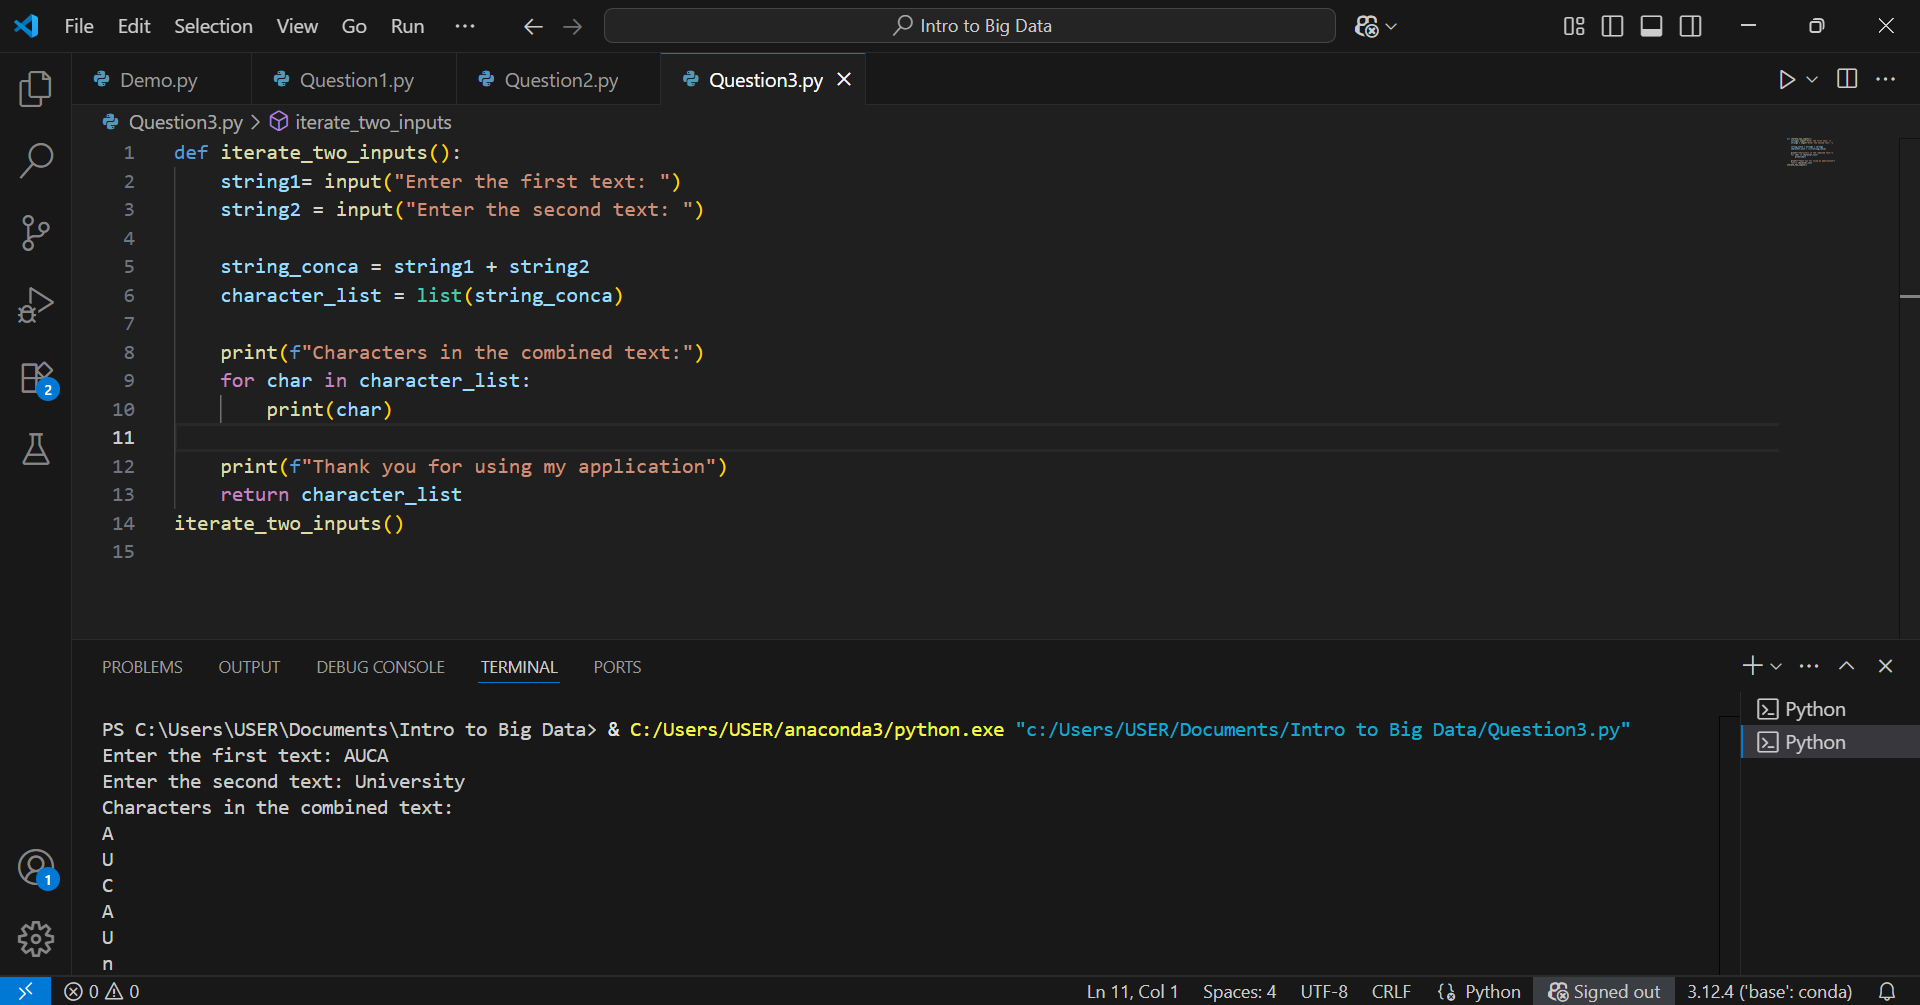 File Edit Selection View Go Run ··· Intro to Big Data
Demo.py Question1.py Question2.py Question3.py
Question3.py > iterate_two_inputs
1 def iterate_two_inputs():
2 string1= input("Enter the first text: ")
3 string2 = input("Enter the second text: ")
4
5 string_conca = string1 + string2
6 character_list = list(string_conca)
7
8 print(f"Characters in the combined text:")
9 for char in character_list:
10 print(char)
11
12 print(f"Thank you for using my application")
13 return character_list
14 iterate_two_inputs()
15
2
PROBLEMS OUTPUT DEBUG CONSOLE TERMINAL PORTS
Python
Python
PS C:\Users\USER\Documents\Intro to Big Data> & C:/Users/USER/anaconda3/python.exe "c:/Users/USER/Documents/Intro to Big Data/Question3.py"
Enter the first text: AUCA
Enter the second text: University
Characters in the combined text:
A
U
C
A
U
n
1
0 0 Ln 11, Col 1 Spaces: 4 UTF-8 CRLF {} Python Signed out 3.12.4 ('base': conda)